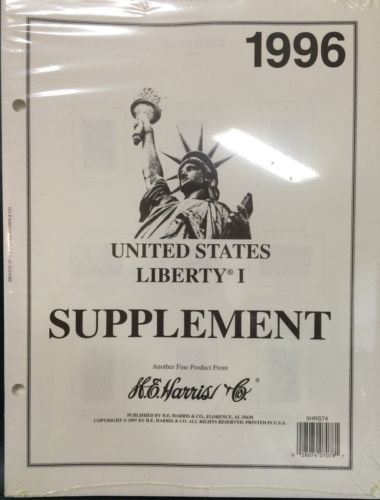 1996
UNITED STATES
LIBERTY® I
SUPPLEMENT
Another Fine Product From
H.E. Harris & Co.®
PUBLISHED BY H.E. HARRIS & CO., FLORENCE, AL 35630
COPYRIGHT © 1997 BY H.E. HARRIS & CO. ALL RIGHTS RESERVED. PRINTED IN U.S.A.
5HRS74